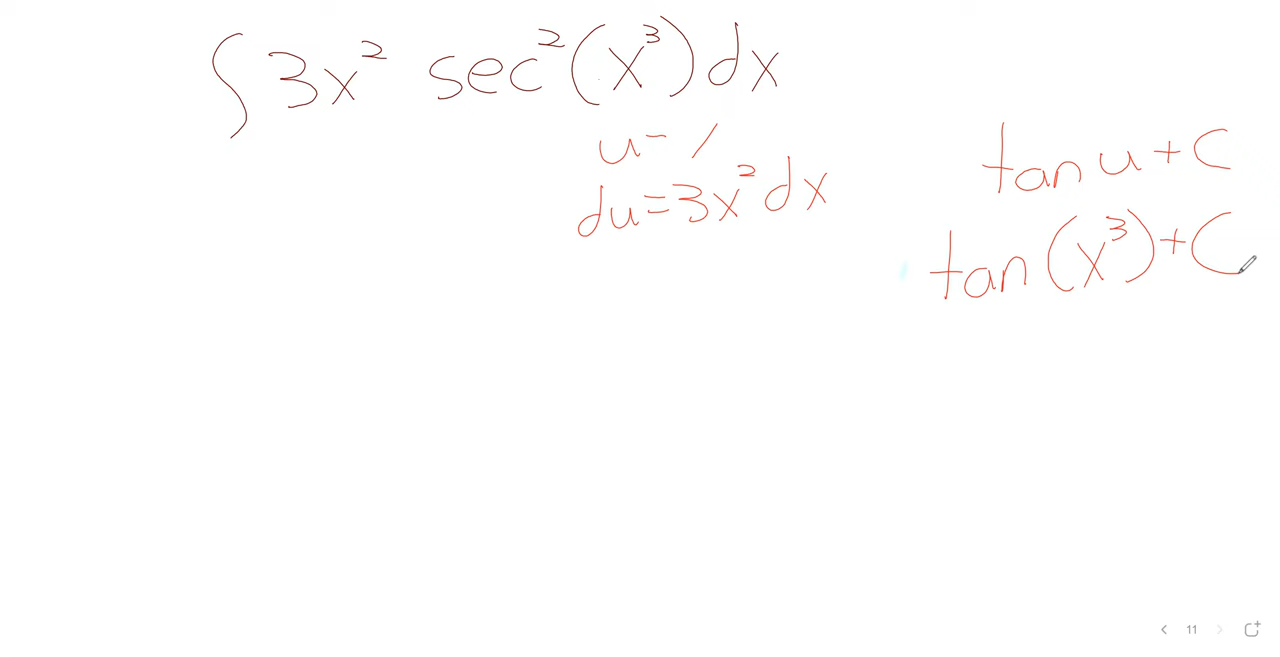 ∫ 3x² sec²(x³) dx
u = /
du = 3x² dx
tan u + C
tan(x³) + C
11